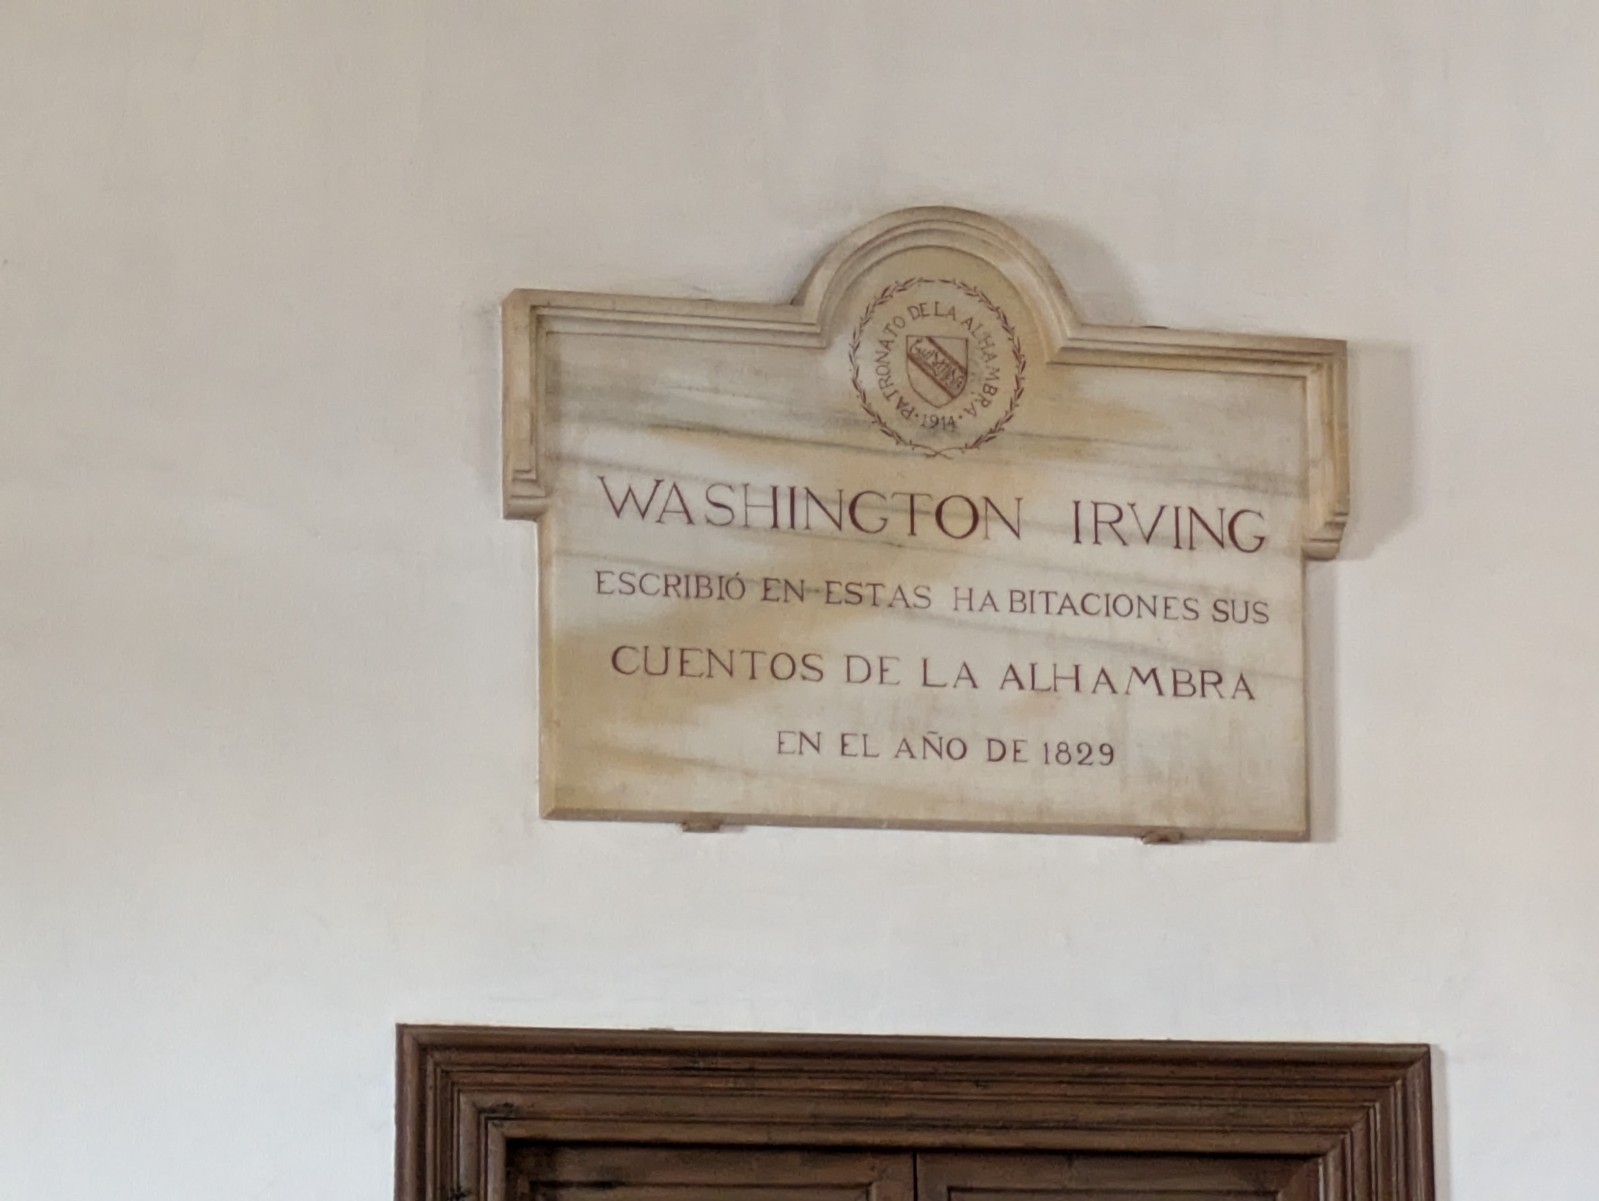 PATRONATO DE LA ALHAMBRA
·1914·
WASHINGTON IRVING
ESCRIBIÓ EN ESTAS HABITACIONES SUS
CUENTOS DE LA ALHAMBRA
EN EL AÑO DE 1829